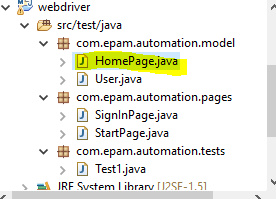 webdriver
src/test/java
com.epam.automation.model
HomePage.java
User.java
com.epam.automation.pages
SignInPage.java
StartPage.java
com.epam.automation.tests
Test1.java
JRE System Library [J2SE-1.5]